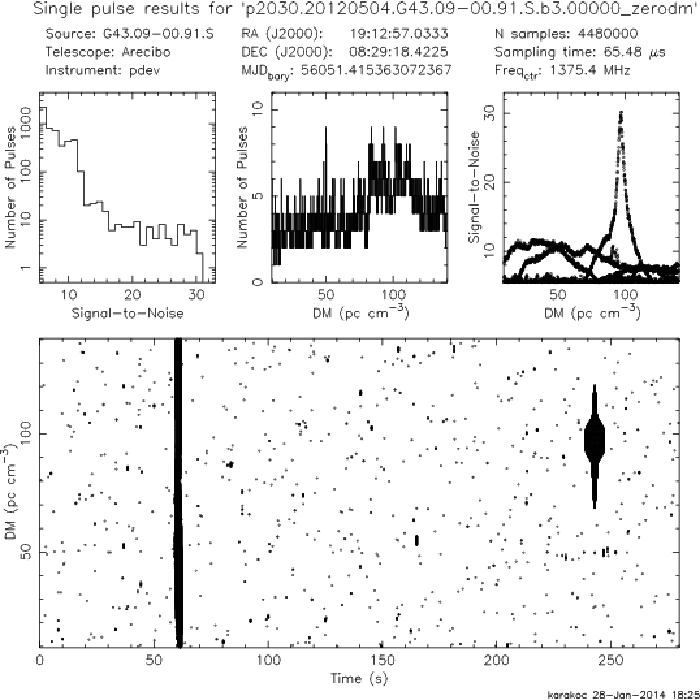 Single pulse results for 'p2030.20120504.G43.09-00.91.S.b3.00000_zerodm'
Source: G43.09-00.91.S RA (J2000): 19:12:57.0333 N samples: 4480000
Telescope: Arecibo DEC (J2000): 08:29:18.4225 Sampling time: 65.48 μs
Instrument: pdev MJDbary: 56051.415363072367 Freqctr: 1375.4 MHz
Number of Pulses
1 10 100 1000
10 20 30
Signal-to-Noise
Number of Pulses
0 5 10
50 100
DM (pc cm-3)
Signal-to-Noise
10 20 30
50 100
DM (pc cm-3)
DM (pc cm-3)
50 100
0 50 100 150 200 250
Time (s)
karakoc 28-Jan-2014 18:25